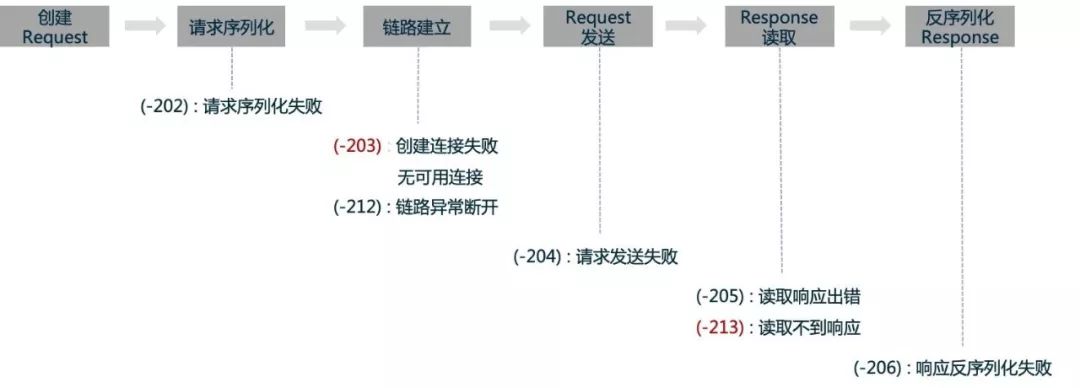 创建
Request
请求序列化
链路建立
Request
发送
Response
读取
反序列化
Response
(-202) : 请求序列化失败
(-203) : 创建连接失败
无可用连接
(-212) : 链路异常断开
(-204) : 请求发送失败
(-205) : 读取响应出错
(-213) : 读取不到响应
(-206) : 响应反序列化失败